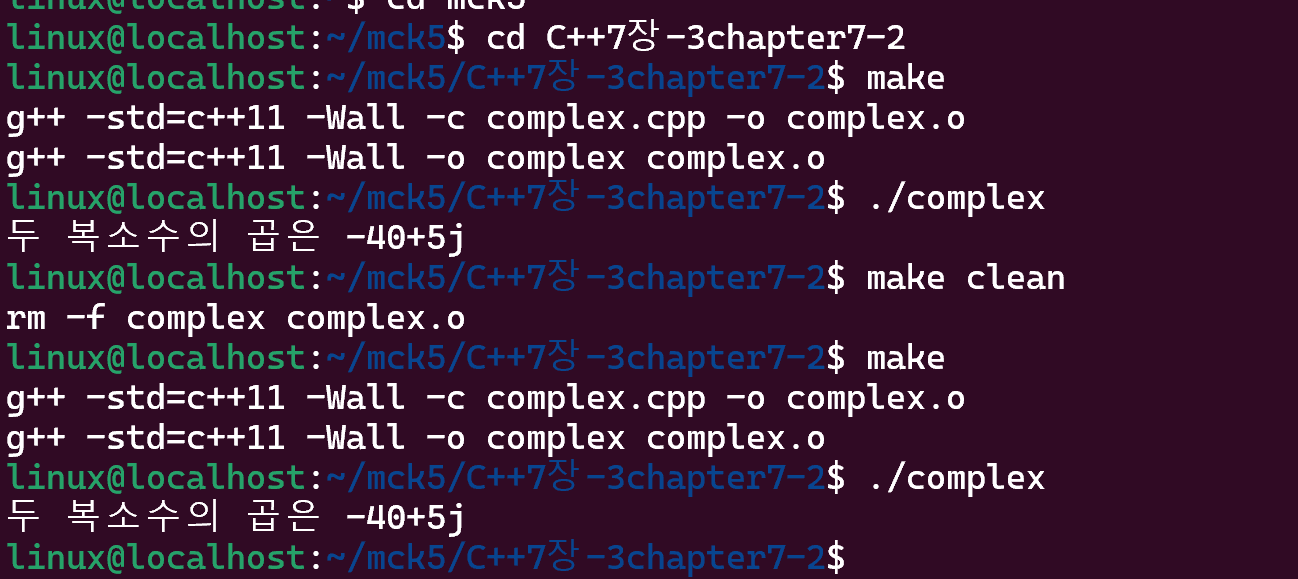 linux@localhost:~$ cd mck5
linux@localhost:~/mck5$ cd C++7장-3chapter7-2
linux@localhost:~/mck5/C++7장-3chapter7-2$ make
g++ -std=c++11 -Wall -c complex.cpp -o complex.o
g++ -std=c++11 -Wall -o complex complex.o
linux@localhost:~/mck5/C++7장-3chapter7-2$ ./complex
두 복소수의 곱은 -40+5j
linux@localhost:~/mck5/C++7장-3chapter7-2$ make clean
rm -f complex complex.o
linux@localhost:~/mck5/C++7장-3chapter7-2$ make
g++ -std=c++11 -Wall -c complex.cpp -o complex.o
g++ -std=c++11 -Wall -o complex complex.o
linux@localhost:~/mck5/C++7장-3chapter7-2$ ./complex
두 복소수의 곱은 -40+5j
linux@localhost:~/mck5/C++7장-3chapter7-2$